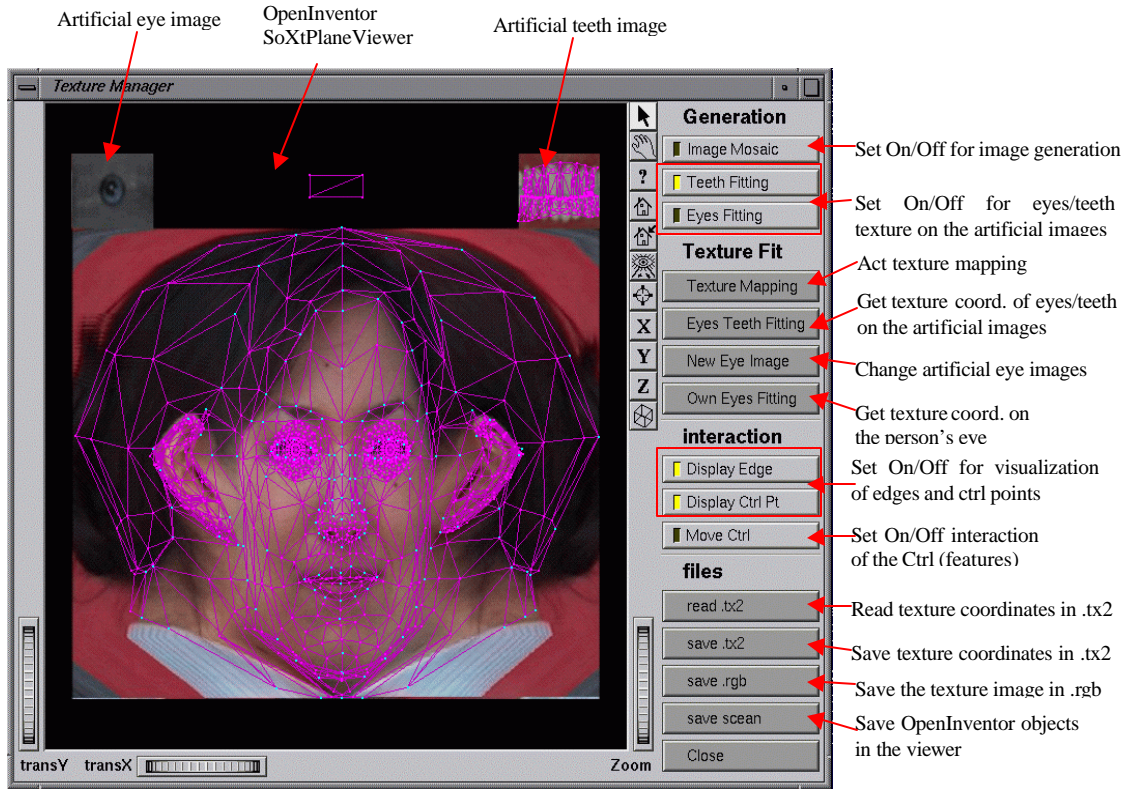 Artificial eye image
OpenInventor
SoXtPlaneViewer
Artificial teeth image
Texture Manager
Generation
Image Mosaic
Teeth Fitting
Eyes Fitting
Texture Fit
Texture Mapping
Eyes Teeth Fitting
New Eye Image
Own Eyes Fitting
interaction
Display Edge
Display Ctrl Pt
Move Ctrl
files
read .tx2
save .tx2
save .rgb
save scean
Close
?
X
Y
Z
transY transX
Zoom
Set On/Off for image generation
Set On/Off for eyes/teeth
texture on the artificial images
Act texture mapping
Get texture coord. of eyes/teeth
on the artificial images
Change artificial eye images
Get texture coord. on
the person's eye
Set On/Off for visualization
of edges and ctrl points
Set On/Off interaction
of the Ctrl (features)
Read texture coordinates in .tx2
Save texture coordinates in .tx2
Save the texture image in .rgb
Save OpenInventor objects
in the viewer